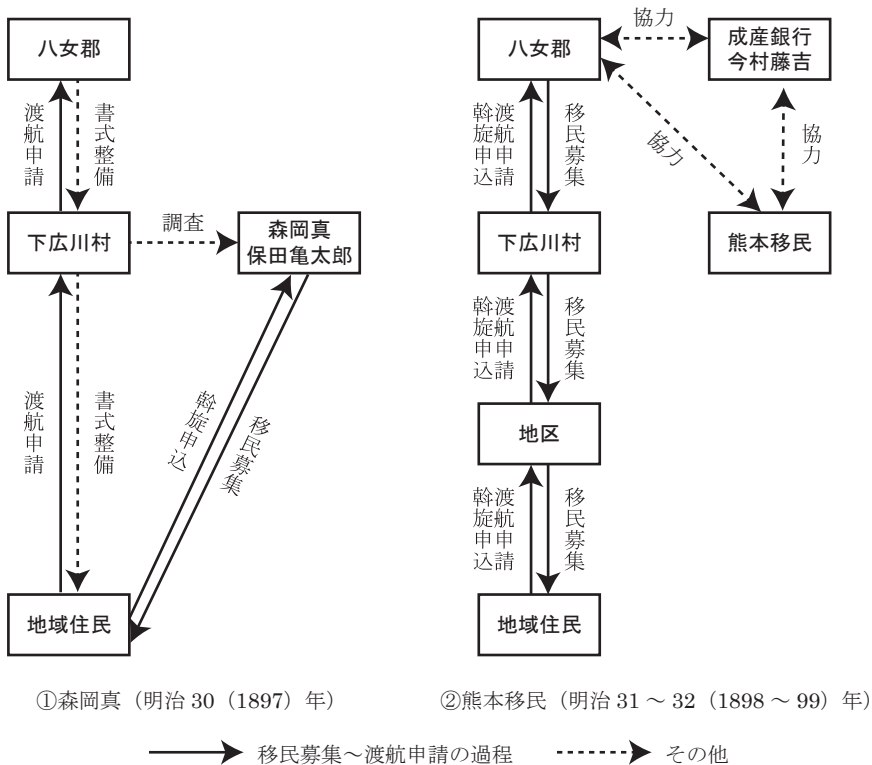 八女郡
渡航申請
書式整備
下広川村
調査
森岡真
保田亀太郎
渡航申請
書式整備
斡旋申込
移民募集
地域住民
①森岡真（明治 30（1897）年）
八女郡
協力
成産銀行
今村藤吉
協力
協力
熊本移民
渡航申請
斡旋申込
移民募集
下広川村
渡航申請
斡旋申込
移民募集
地区
渡航申請
斡旋申込
移民募集
地域住民
②熊本移民（明治 31 ～ 32（1898 ～ 99）年）
移民募集～渡航申請の過程
その他